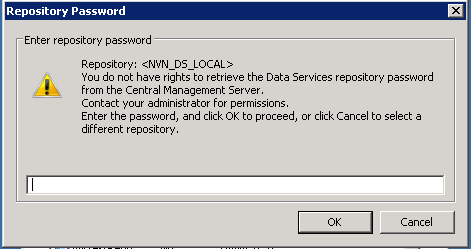 Repository Password
Enter repository password
Repository: <NVN_DS_LOCAL>
You do not have rights to retrieve the Data Services repository password
from the Central Management Server.
Contact your administrator for permissions.
Enter the password, and click OK to proceed, or click Cancel to select a
different repository.
OK
Cancel